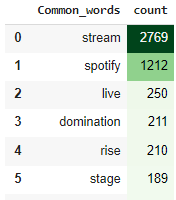 Common_words count
0 stream 2769
1 spotify 1212
2 live 250
3 domination 211
4 rise 210
5 stage 189